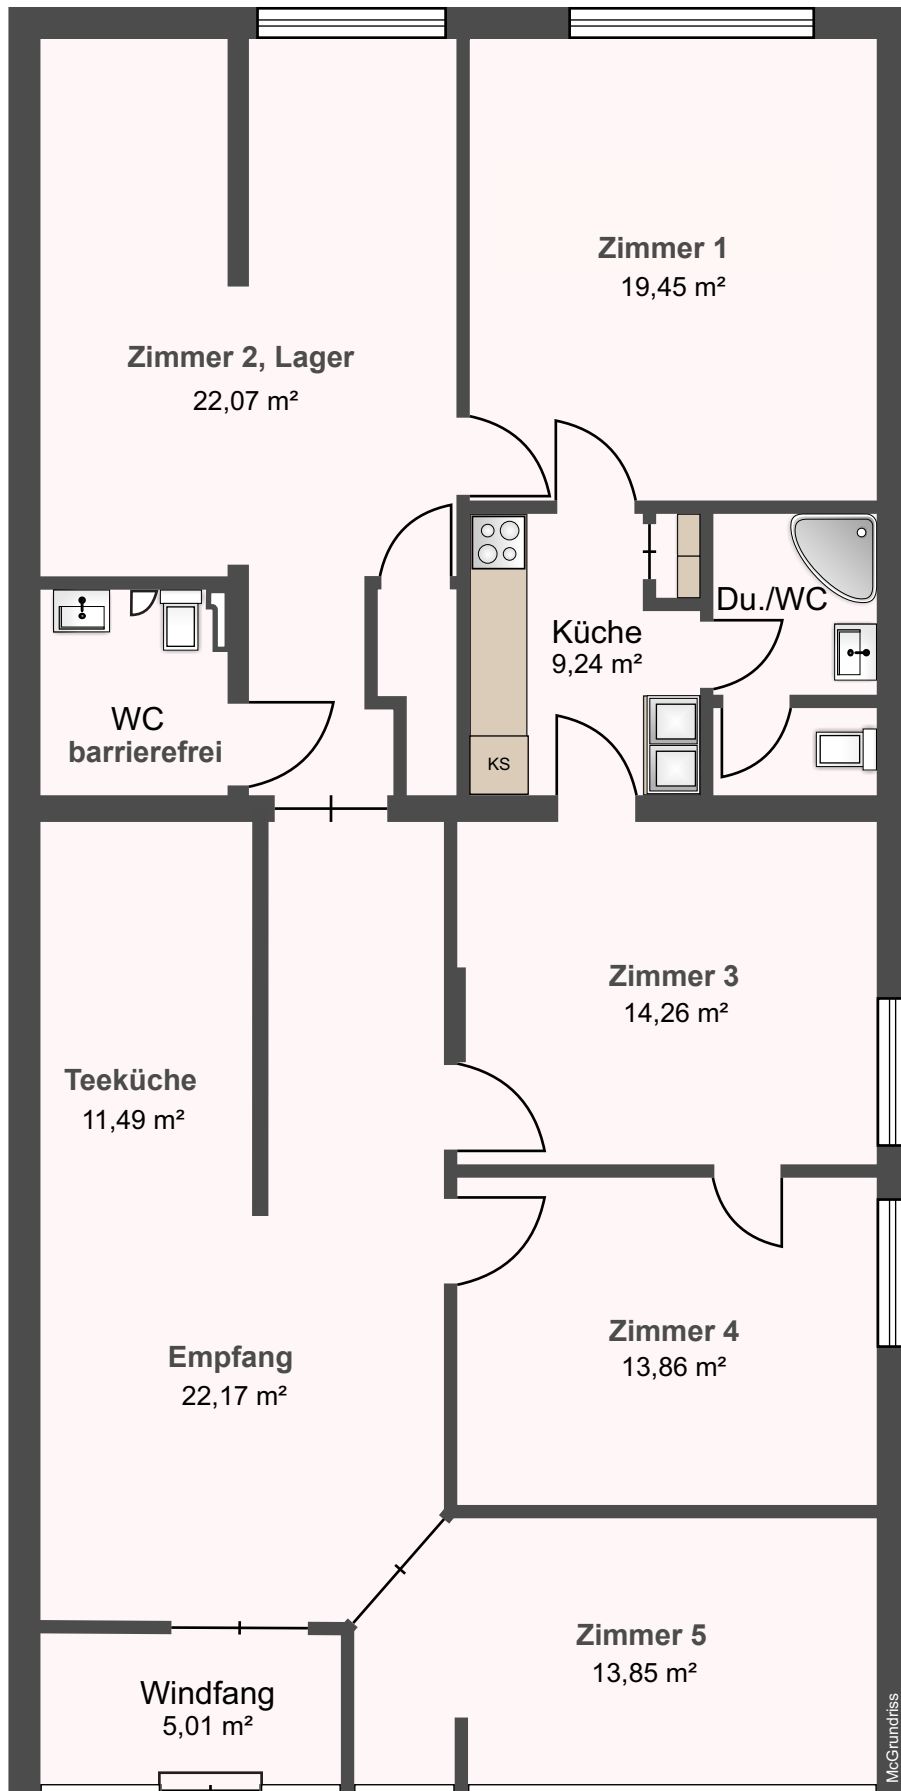 Zimmer 1
19,45 m²
Zimmer 2, Lager
22,07 m²
Du./WC
Küche
9,24 m²
WC
barrierefrei
KS
Zimmer 3
14,26 m²
Teeküche
11,49 m²
Zimmer 4
13,86 m²
Empfang
22,17 m²
Zimmer 5
13,85 m²
Windfang
5,01 m²
McGrundriss